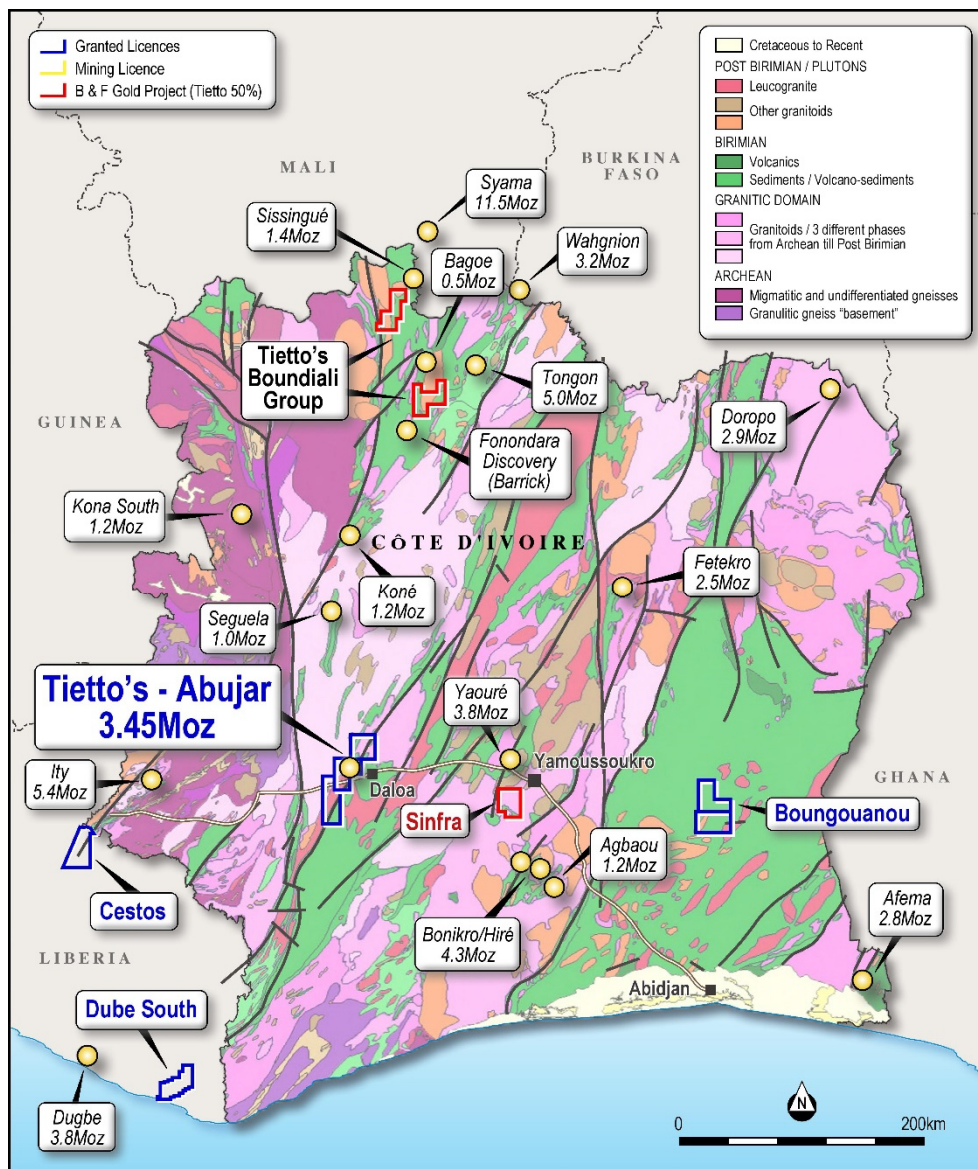 Granted Licences
Mining Licence
B & F Gold Project (Tietto 50%)
Cretaceous to Recent
POST BIRIMIAN / PLUTONS
Leucogranite
Other granitoids
BIRIMIAN
Volcanics
Sediments / Volcano-sediments
GRANITIC DOMAIN
Granitoids / 3 different phases
from Archean till Post Birimian
ARCHEAN
Migmatitic and undifferentiated gneisses
Granulitic gneiss "basement"
MALI
BURKINA
FASO
Syama
11.5Moz
Sissingué
1.4Moz
Bagoe
0.5Moz
Wahgnion
3.2Moz
Tietto's
Boundiali
Group
Tongon
5.0Moz
Doropo
2.9Moz
GUINEA
Fonondara
Discovery
(Barrick)
Kona South
1.2Moz
CÔTE D'IVOIRE
Koné
1.2Moz
Fetekro
2.5Moz
Seguela
1.0Moz
Tietto's - Abujar
3.45Moz
Yaouré
3.8Moz
Yamoussoukro
Ity
5.4Moz
Daloa
Sinfra
GHANA
Boungouanou
Cestos
Agbaou
1.2Moz
Bonikro/Hiré
4.3Moz
Afema
2.8Moz
LIBERIA
Abidjan
Dube South
Dugbe
3.8Moz
N
0 200km